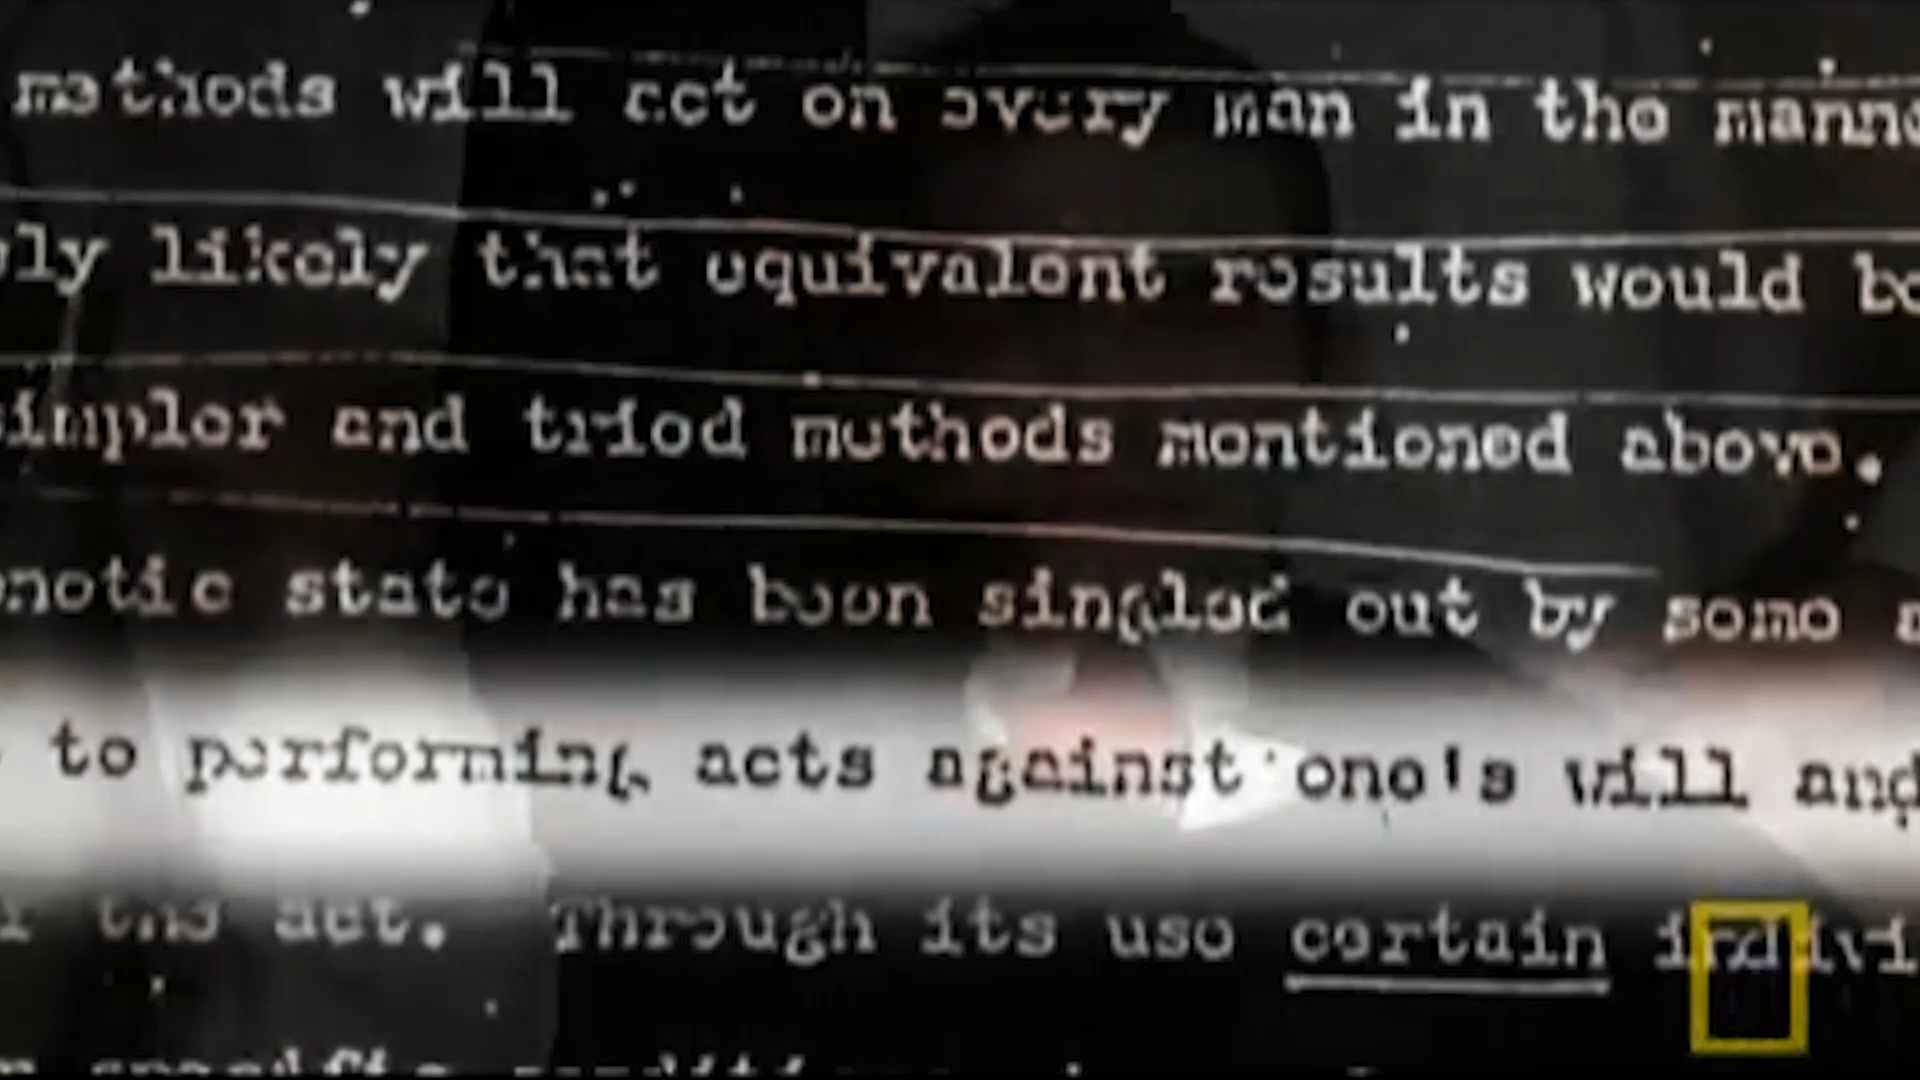 methods will act on every man in the
likely that equivalent results would be
simpler and tried methods mentioned above.
state has been singled out by some
to performing acts against one's will and
the act. Through its use certain